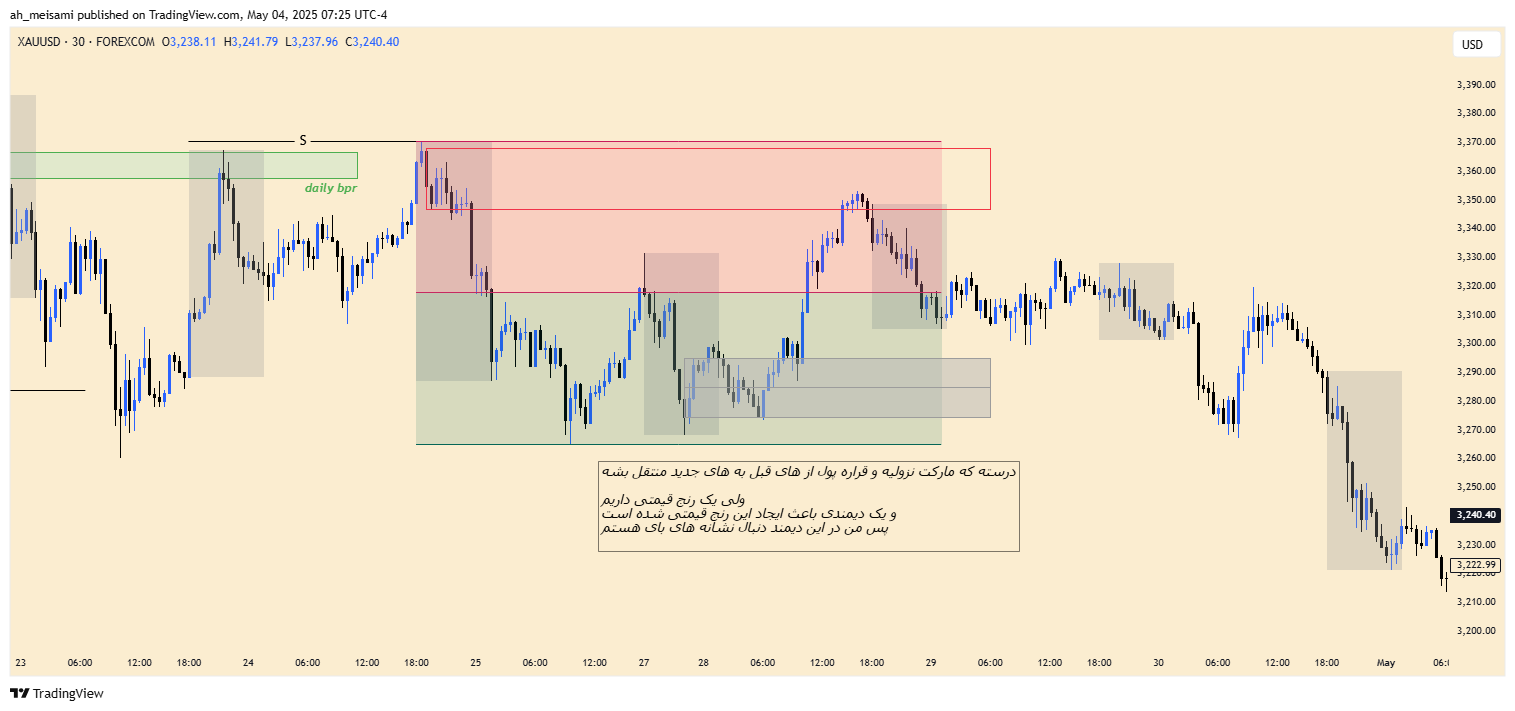 ah_meisami published on TradingView.com, May 04, 2025 07:25 UTC-4
XAUUSD · 30 · FOREXCOM O3,238.11 H3,241.79 L3,237.96 C3,240.40
USD
3,390.00
3,380.00
3,370.00
3,360.00
3,350.00
3,340.00
3,330.00
3,320.00
3,310.00
3,300.00
3,290.00
3,280.00
3,270.00
3,260.00
3,250.00
3,240.40
3,230.00
3,222.99
3,220.00
3,210.00
3,200.00
S
daily bpr
درسته که مارکت نزولیه و قراره پول از های قبل به های جدید منتقل بشه
ولی یک رنج قیمتی داریم
و یک دیمندی باعث ایجاد این رنج قیمتی شده است
پس من در این دیمند دنبال نشانه های بای هستم
23 06:00 12:00 18:00 24 06:00 12:00 18:00 25 06:00 12:00 27 28 06:00 12:00 18:00 29 06:00 12:00 18:00 30 06:00 12:00 18:00 May
TradingView